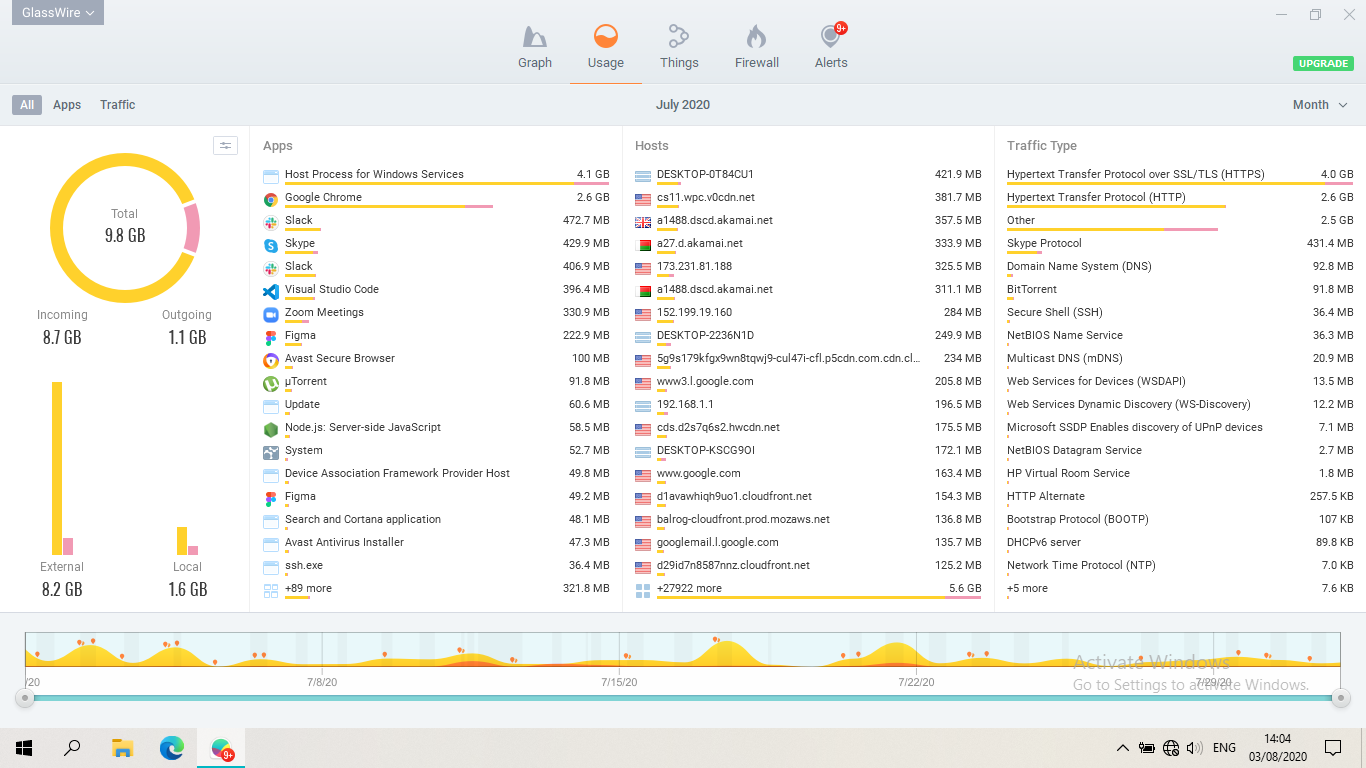 GlassWire
Graph
Usage
Things
Firewall
9+
Alerts
UPGRADE
All
Apps
Traffic
July 2020
Month
Total
9.8 GB
Incoming
Outgoing
8.7 GB
1.1 GB
External
Local
8.2 GB
1.6 GB
Apps
Host Process for Windows Services 4.1 GB
Google Chrome 2.6 GB
Slack 472.7 MB
Skype 429.9 MB
Slack 406.9 MB
Visual Studio Code 396.4 MB
Zoom Meetings 330.9 MB
Figma 222.9 MB
Avast Secure Browser 100 MB
µTorrent 91.8 MB
Update 60.6 MB
Node.js: Server-side JavaScript 58.5 MB
System 52.7 MB
Device Association Framework Provider Host 49.8 MB
Figma 49.2 MB
Search and Cortana application 48.1 MB
Avast Antivirus Installer 47.3 MB
ssh.exe 36.4 MB
+89 more 321.8 MB
Hosts
DESKTOP-0T84CU1 421.9 MB
cs11.wpc.v0cdn.net 381.7 MB
a1488.dscd.akamai.net 357.5 MB
a27.d.akamai.net 333.9 MB
173.231.81.188 325.5 MB
a1488.dscd.akamai.net 311.1 MB
152.199.19.160 284 MB
DESKTOP-2236N1D 249.9 MB
5g9s179kfgx9wn8tqwj9-cul47i-cfl.p5cdn.com.cdn.cl... 234 MB
www3.l.google.com 205.8 MB
192.168.1.1 196.5 MB
cds.d2s7q6s2.hwcdn.net 175.5 MB
DESKTOP-KSCG9OI 172.1 MB
www.google.com 163.4 MB
d1avawhiqh9uo1.cloudfront.net 154.3 MB
balrog-cloudfront.prod.mozaws.net 136.8 MB
googlemail.l.google.com 135.7 MB
d29id7n8587nnz.cloudfront.net 125.2 MB
+27922 more 5.6 GB
Traffic Type
Hypertext Transfer Protocol over SSL/TLS (HTTPS) 4.0 GB
Hypertext Transfer Protocol (HTTP) 2.6 GB
Other 2.5 GB
Skype Protocol 431.4 MB
Domain Name System (DNS) 92.8 MB
BitTorrent 91.8 MB
Secure Shell (SSH) 36.4 MB
NetBIOS Name Service 36.3 MB
Multicast DNS (mDNS) 20.9 MB
Web Services for Devices (WSDAPI) 13.5 MB
Web Services Dynamic Discovery (WS-Discovery) 12.2 MB
Microsoft SSDP Enables discovery of UPnP devices 7.1 MB
NetBIOS Datagram Service 2.7 MB
HP Virtual Room Service 1.8 MB
HTTP Alternate 257.5 KB
Bootstrap Protocol (BOOTP) 107 KB
DHCPv6 server 89.8 KB
Network Time Protocol (NTP) 7.0 KB
+5 more 7.6 KB
/20
7/8/20
7/15/20
7/22/20
7/29/20
Activate Windows
Go to Settings to activate Windows.
9+
ENG
14:04
03/08/2020